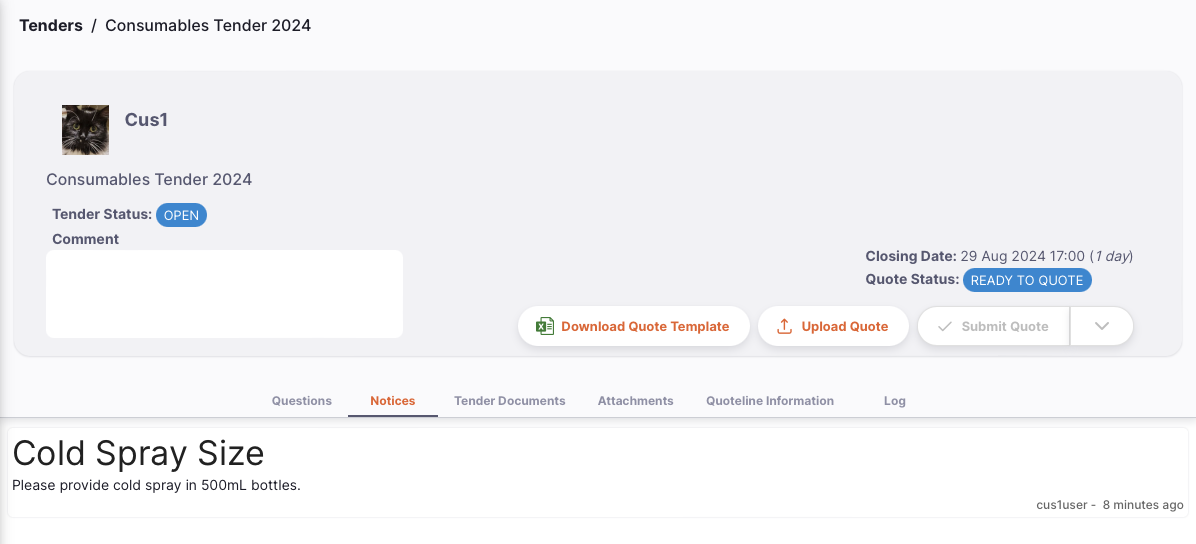 Tenders / Consumables Tender 2024
Cus1
Consumables Tender 2024
Tender Status: OPEN
Comment
Closing Date: 29 Aug 2024 17:00 (1 day)
Quote Status: READY TO QUOTE
Download Quote Template Upload Quote Submit Quote
Questions Notices Tender Documents Attachments Quoteline Information Log
Cold Spray Size
Please provide cold spray in 500mL bottles.
cus1user - 8 minutes ago